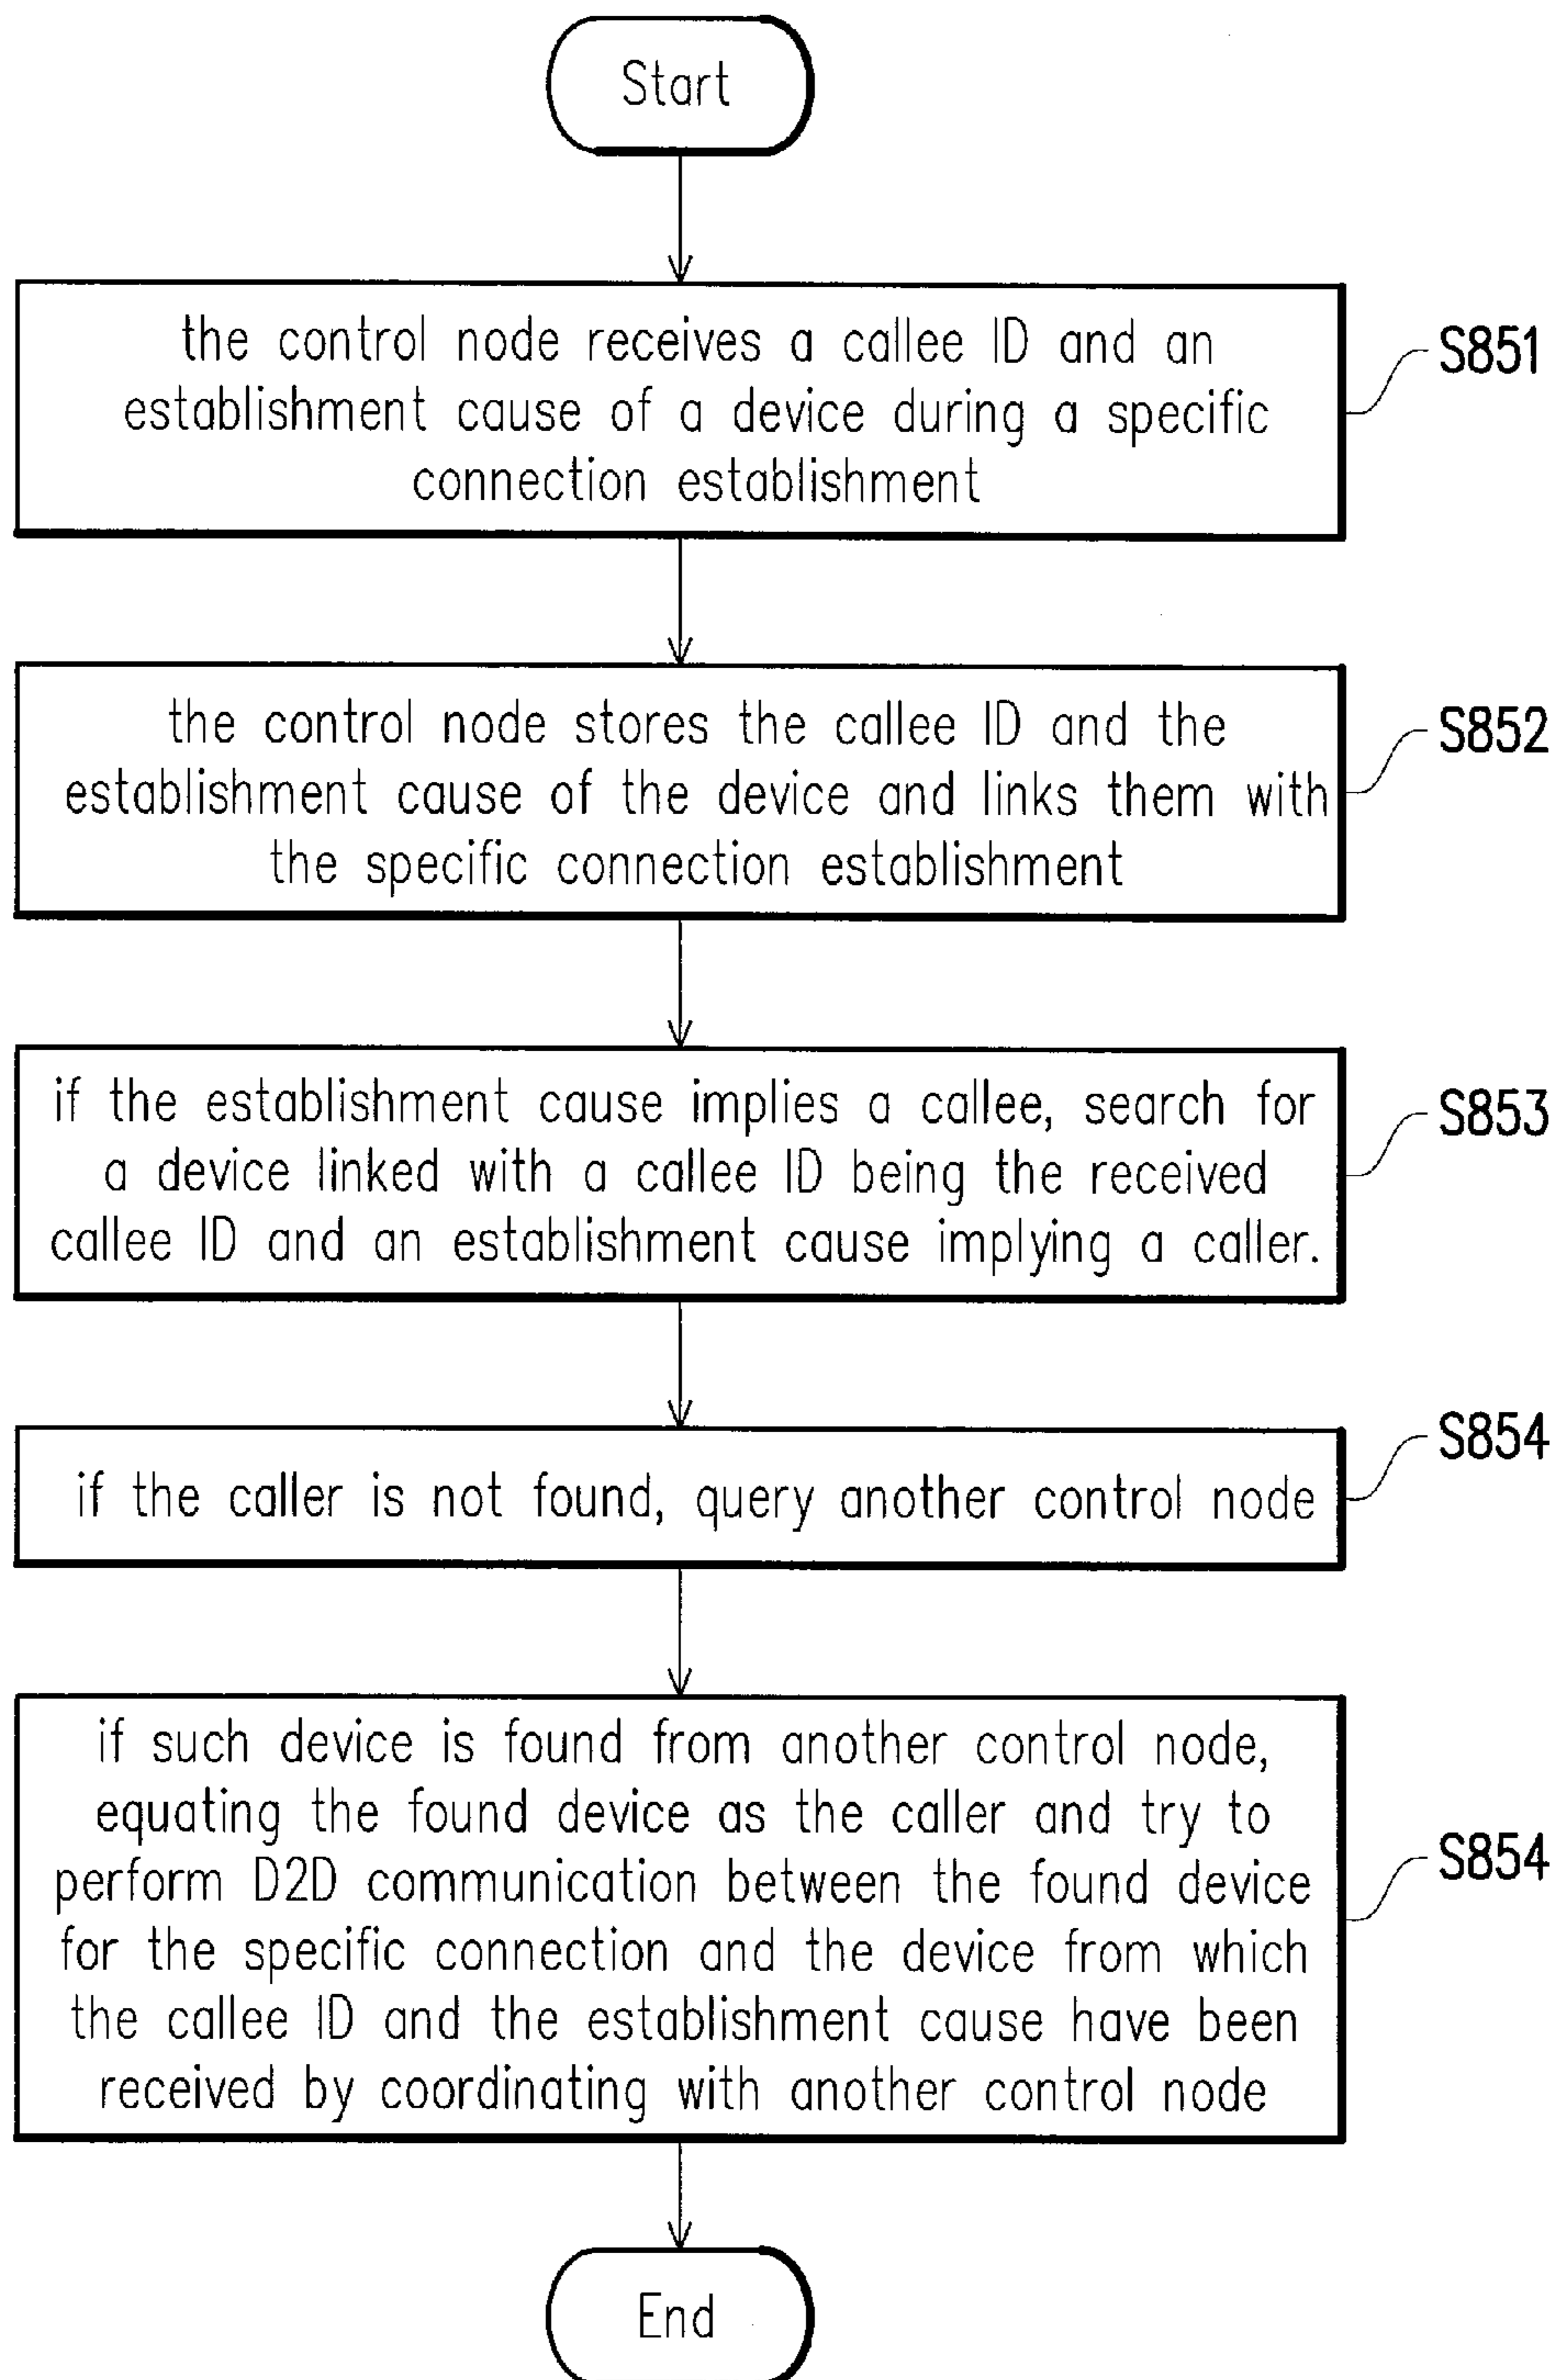 Start
the control node receives a callee ID and an
establishment cause of a device during a specific
connection establishment
S851
the control node stores the callee ID and the
establishment cause of the device and links them with
the specific connection establishment
S852
if the establishment cause implies a callee, search for
a device linked with a callee ID being the received
callee ID and an establishment cause implying a caller.
S853
if the caller is not found, query another control node
S854
if such device is found from another control node,
equating the found device as the caller and try to
perform D2D communication between the found device
for the specific connection and the device from which
the callee ID and the establishment cause have been
received by coordinating with another control node
S854
End